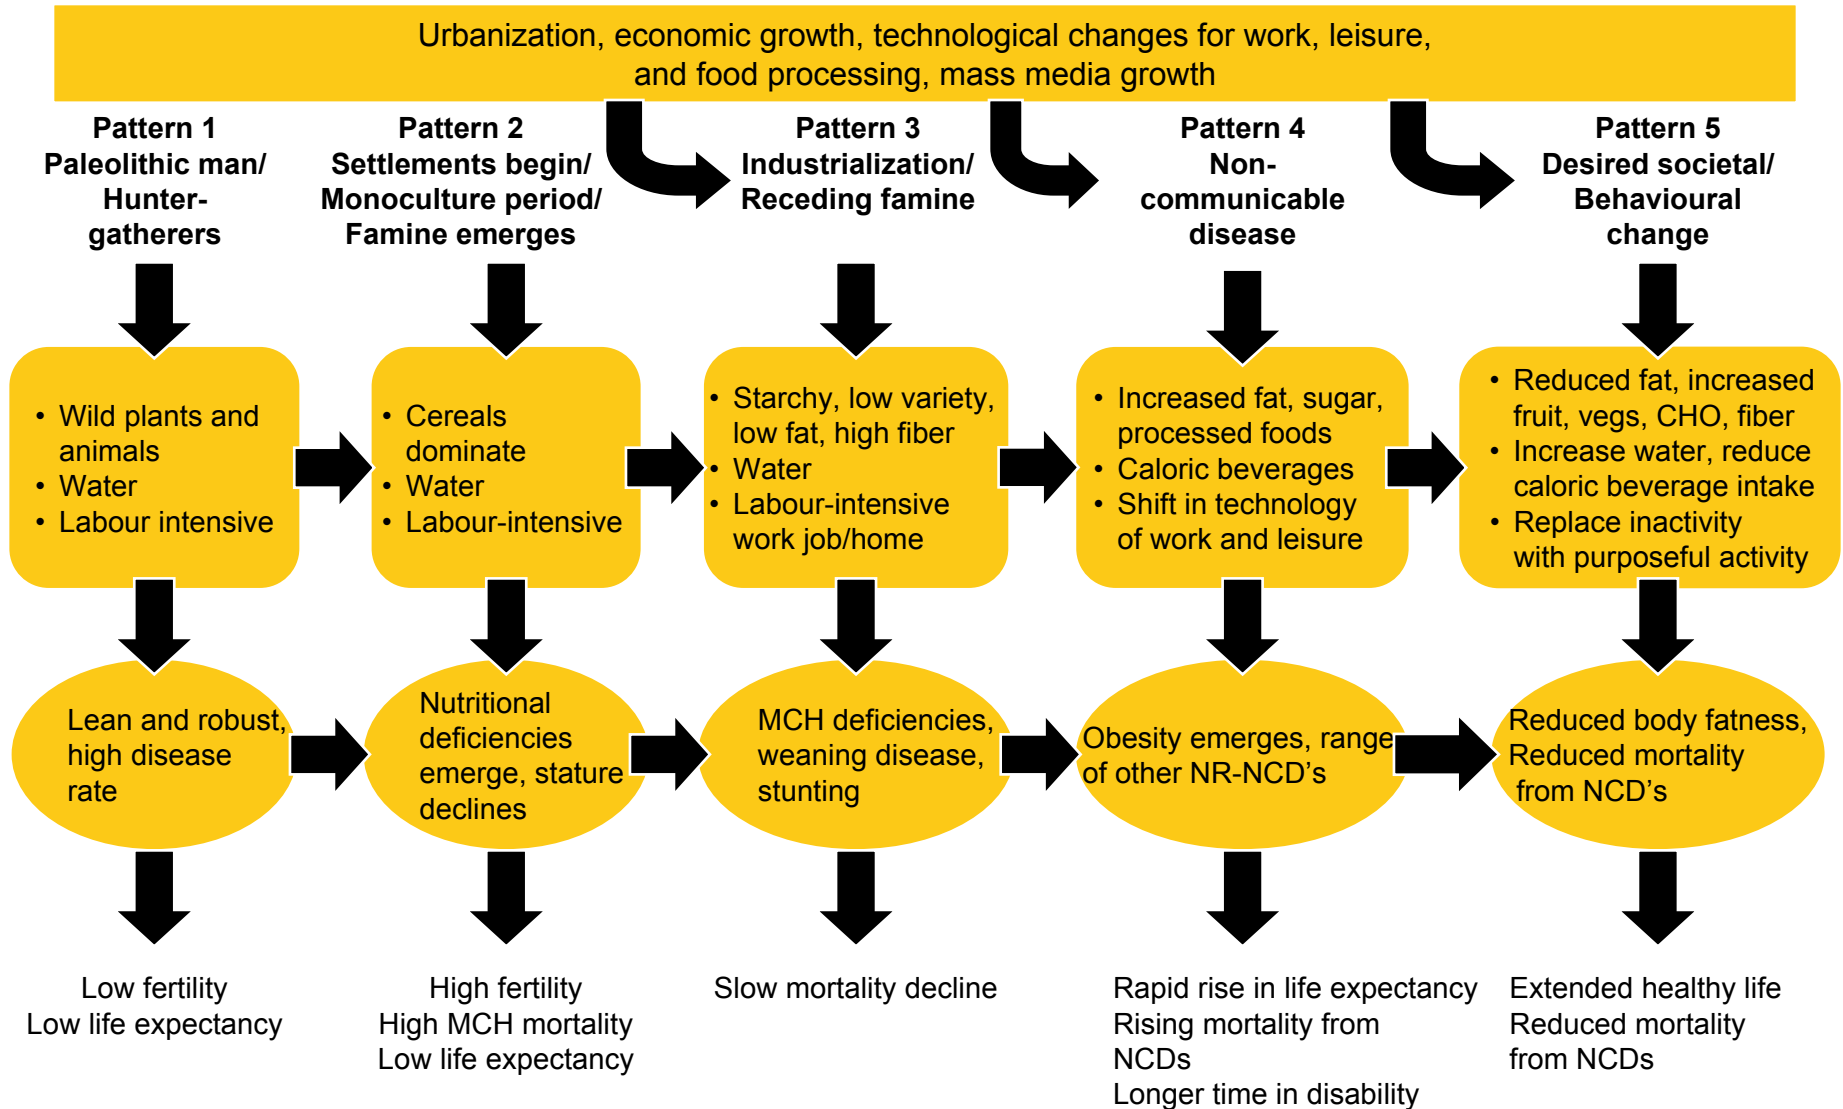 Urbanization, economic growth, technological changes for work, leisure,
and food processing, mass media growth
Pattern 1
Paleolithic man/
Hunter-
gatherers
Pattern 2
Settlements begin/
Monoculture period/
Famine emerges
Pattern 3
Industrialization/
Receding famine
Pattern 4
Non-
communicable
disease
Pattern 5
Desired societal/
Behavioural
change
• Wild plants and
animals
• Water
• Labour intensive
• Cereals
dominate
• Water
• Labour-intensive
• Starchy, low variety,
low fat, high fiber
• Water
• Labour-intensive
work job/home
• Increased fat, sugar,
processed foods
• Caloric beverages
• Shift in technology
of work and leisure
• Reduced fat, increased
fruit, vegs, CHO, fiber
• Increase water, reduce
caloric beverage intake
• Replace inactivity
with purposeful activity
Lean and robust,
high disease
rate
Nutritional
deficiencies
emerge, stature
declines
MCH deficiencies,
weaning disease,
stunting
Obesity emerges, range
of other NR-NCD's
Reduced body fatness,
Reduced mortality
from NCD's
Low fertility
Low life expectancy
High fertility
High MCH mortality
Low life expectancy
Slow mortality decline
Rapid rise in life expectancy
Rising mortality from
NCDs
Longer time in disability
Extended healthy life
Reduced mortality
from NCDs